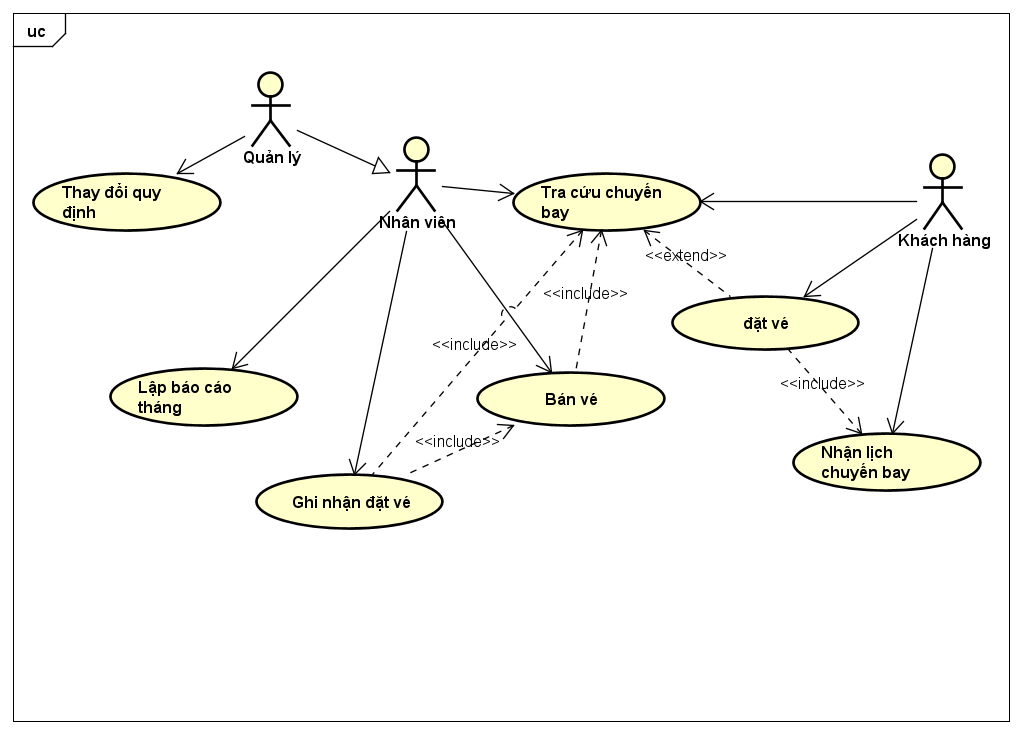 uc
Quản lý
Thay đổi quy
định
Nhân viên
Tra cứu chuyến
bay
Khách hàng
<<extend>>
<<include>>
đặt vé
<<include>>
<<include>>
Lập báo cáo
tháng
Bán vé
<<include>>
Nhận lịch
chuyến bay
Ghi nhận đặt vé